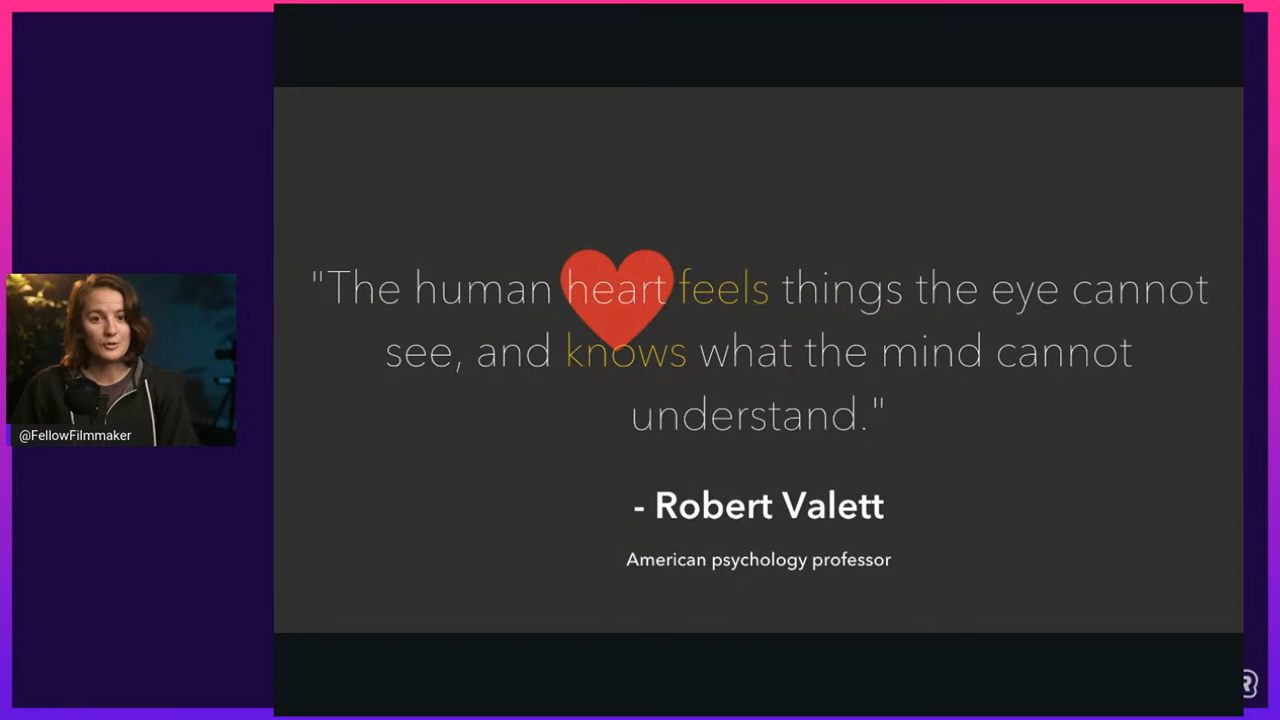 "The human heart feels things the eye cannot
see, and knows what the mind cannot
understand."
- Robert Valett
American psychology professor
@FellowFilmmaker
R